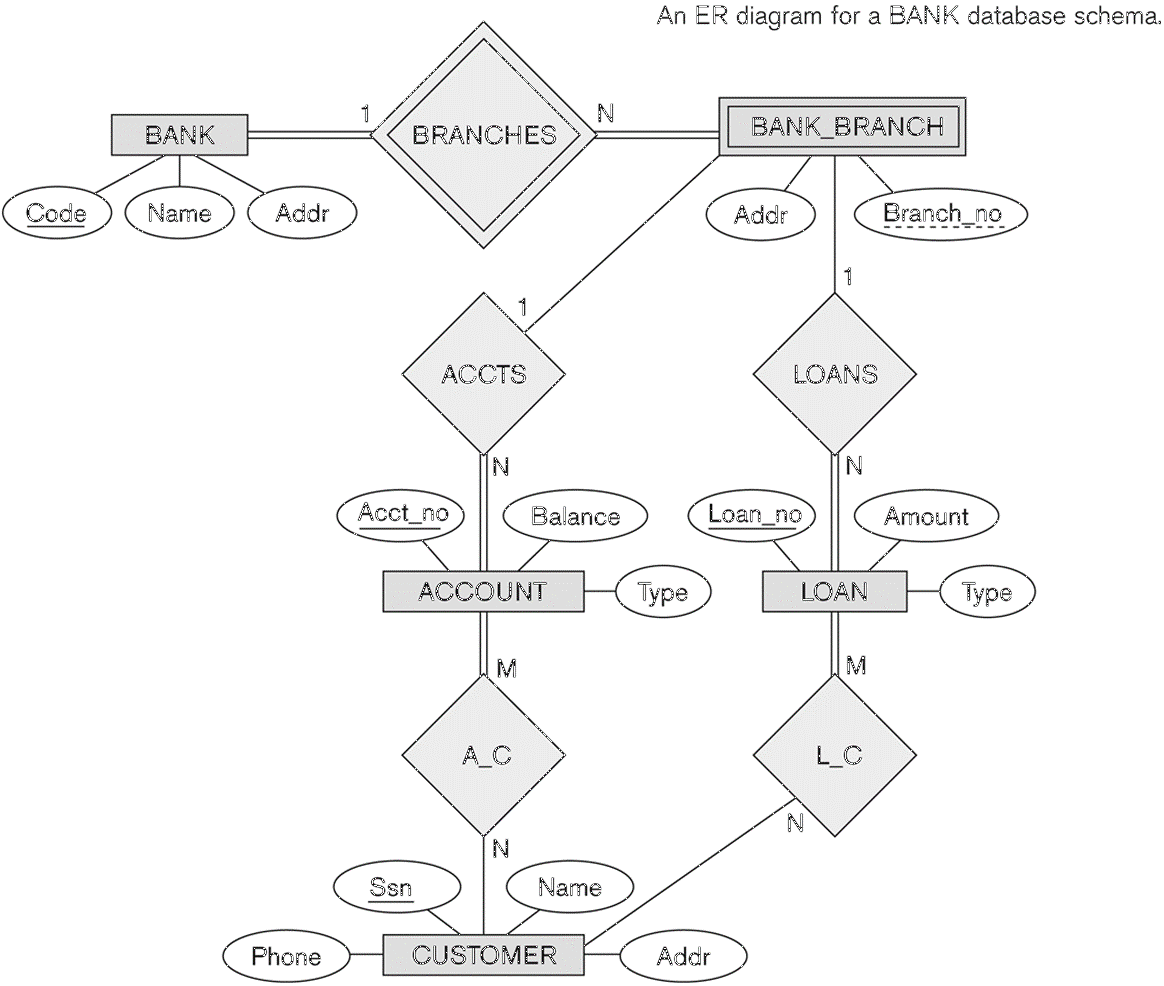 An ER diagram for a BANK database schema.
1
N
BANK
BRANCHES
BANK_BRANCH
Code
Name
Addr
Addr
Branch_no
1
1
ACCTS
LOANS
N
N
Acct_no
Balance
Loan_no
Amount
ACCOUNT
Type
LOAN
Type
M
M
A_C
L_C
N
N
Ssn
Name
Phone
CUSTOMER
Addr